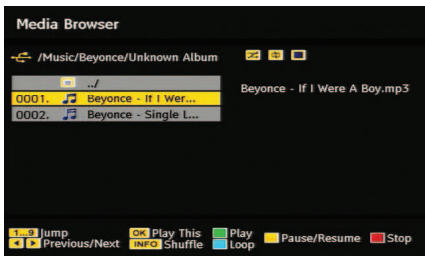 Media Browser
/Music/Beyonce/Unknown Album
../
Beyonce - If I Were A Boy.mp3
0001. Beyonce - If I Wer...
0002. Beyonce - Single L...
1...9 Jump OK Play This Play Pause/Resume Stop
Previous/Next INFO Shuffle Loop